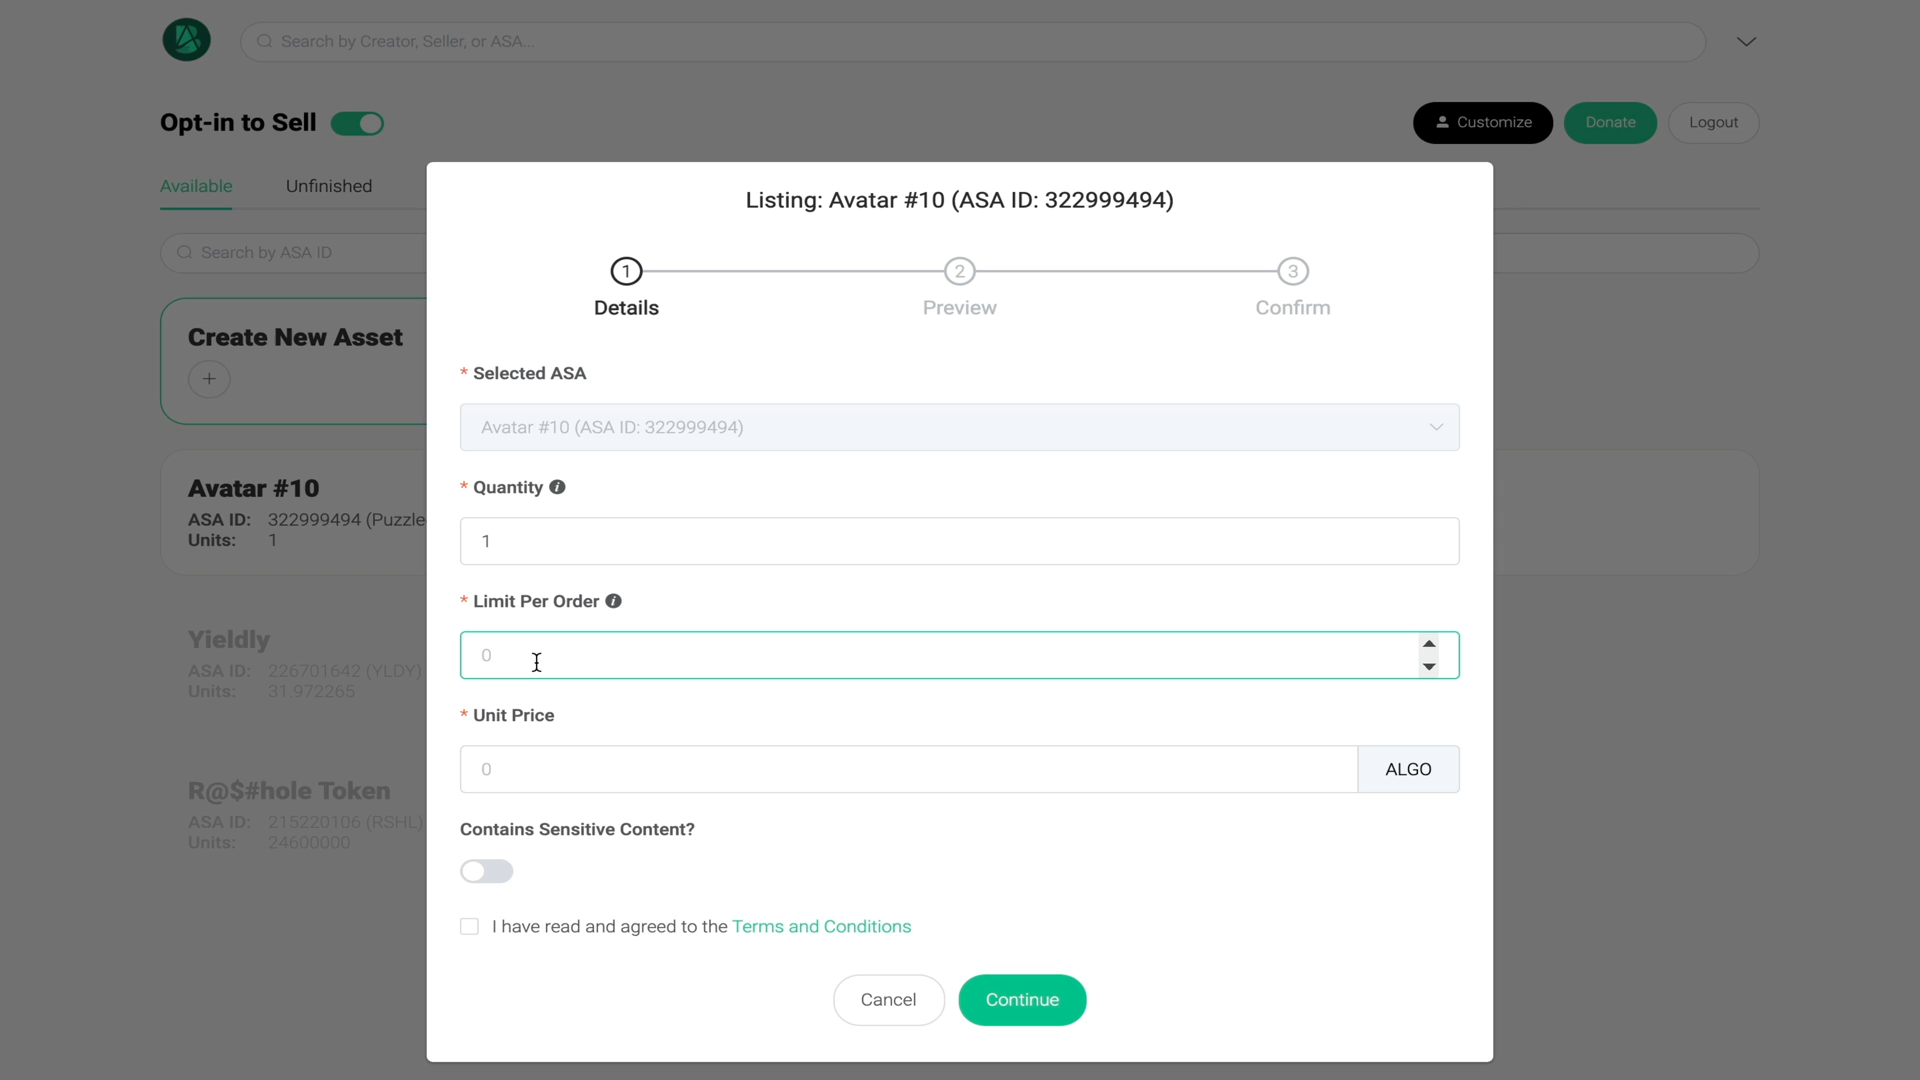 Search by Creator, Seller, or ASA...
Opt-in to Sell
Customize
Donate
Logout
Available
Unfinished
Search by ASA ID
Create New Asset
Avatar #10
ASA ID: 322999494 (Puzzle
Units: 1
Yieldly
ASA ID: 226701642 (YLDY)
Units: 31.972265
R@$#hole Token
ASA ID: 215220106 (RSHL)
Units: 24600000
Listing: Avatar #10 (ASA ID: 322999494)
1
2
3
Details
Preview
Confirm
* Selected ASA
Avatar #10 (ASA ID: 322999494)
* Quantity
1
* Limit Per Order
0
* Unit Price
0
ALGO
Contains Sensitive Content?
I have read and agreed to the Terms and Conditions
Cancel
Continue